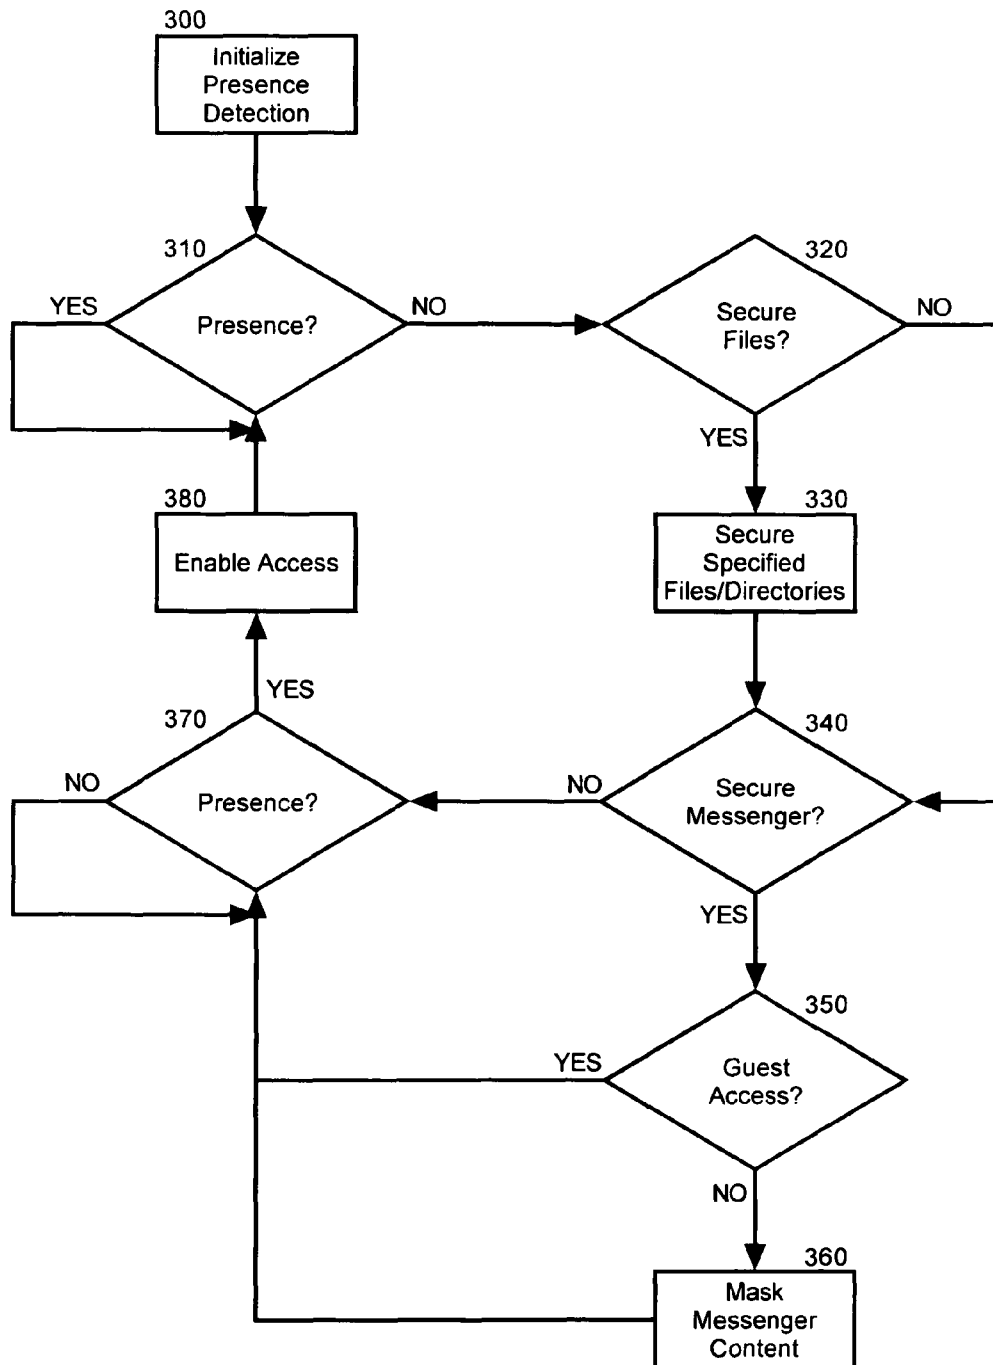 300
Initialize
Presence
Detection
310
YES
Presence?
NO
320
Secure
Files?
NO
YES
380
Enable Access
330
Secure
Specified
Files/Directories
YES
370
NO
Presence?
340
NO
Secure
Messenger?
YES
350
YES
Guest
Access?
NO
360
Mask
Messenger
Content